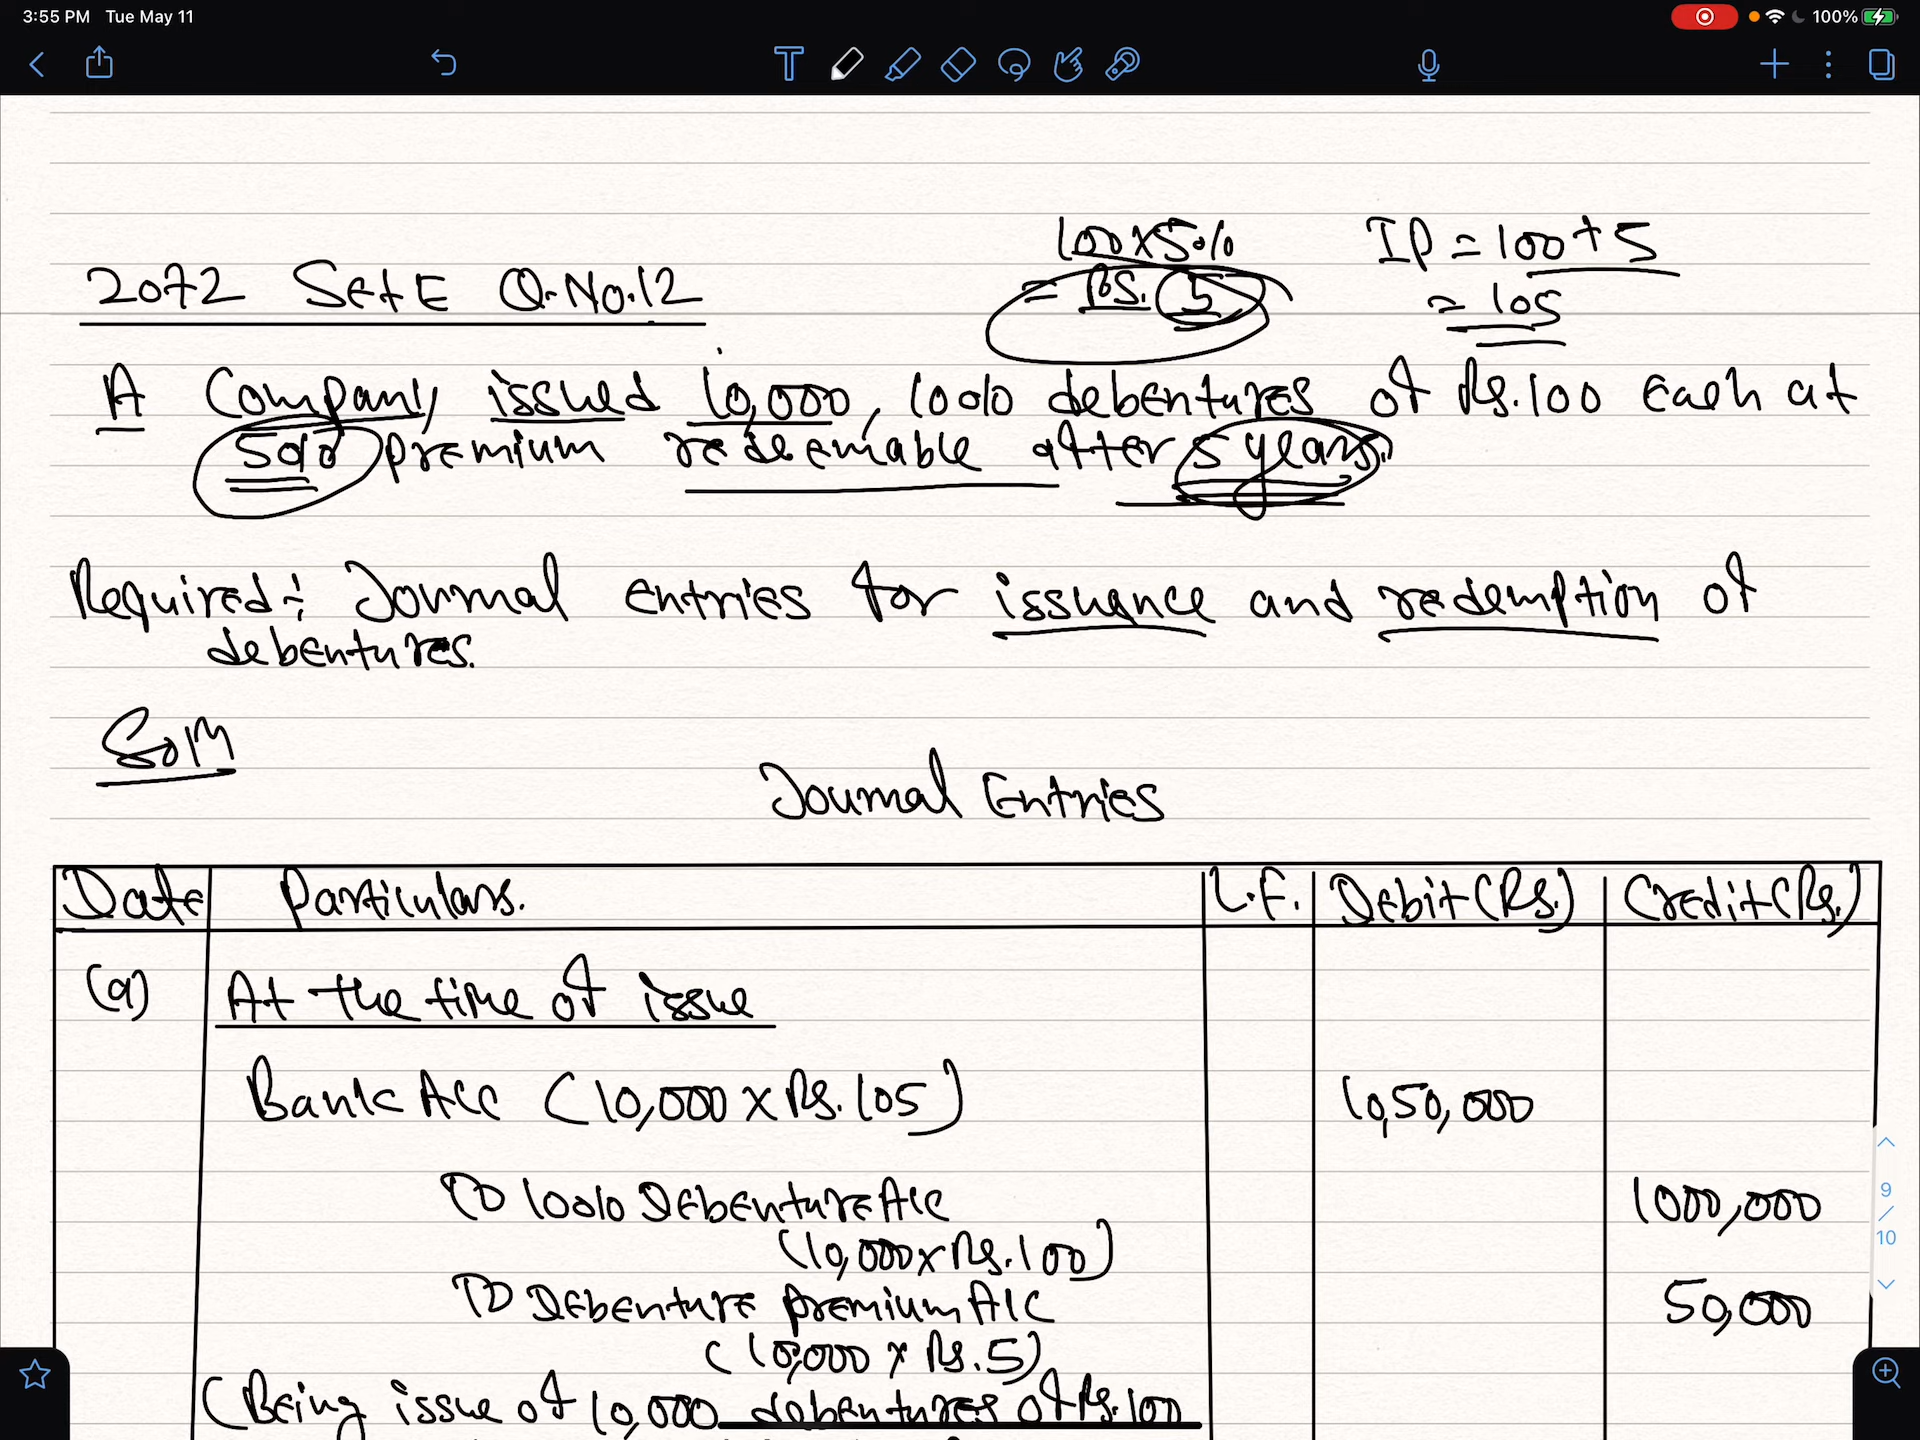 3:55 PM Tue May 11
100%
100x5%
= Rs. 5
IP = 100+5
= 105
2072 Set E Q.No.12
A Company issued 10,000, 10% debentures of Rs.100 Each at
5% premium redeemable after 5 years.
Required: Journal Entries for issuance and redemption of
debentures.
Soln
Journal Entries
Date Particulars. L.F. Debit (Rs.) Credit (Rs.)
(a) At the time of issue
Bank A/c (10,000 x Rs. 105) 10,50,000
To 10% Debenture A/c 1000,000
(10,000 x Rs. 100)
To Debenture premium A/c 50,000
(10,000 x Rs. 5)
(Being issue of 10,000 debentures of Rs. 100
9
/
10